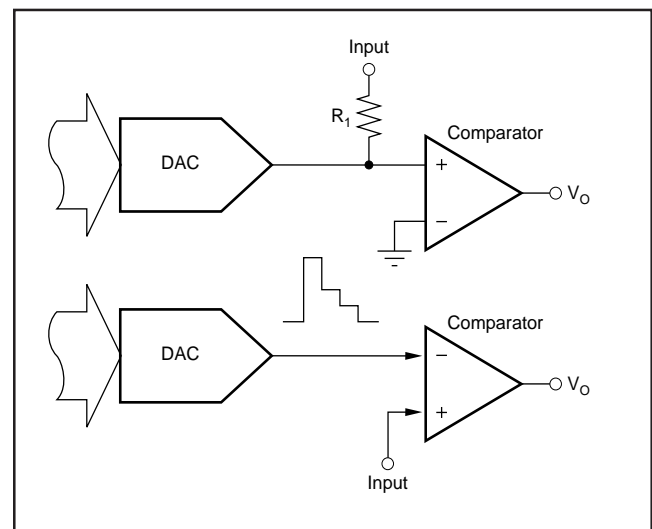 Input
R1
Comparator
DAC
+
−
VO
Comparator
DAC
−
+
VO
Input